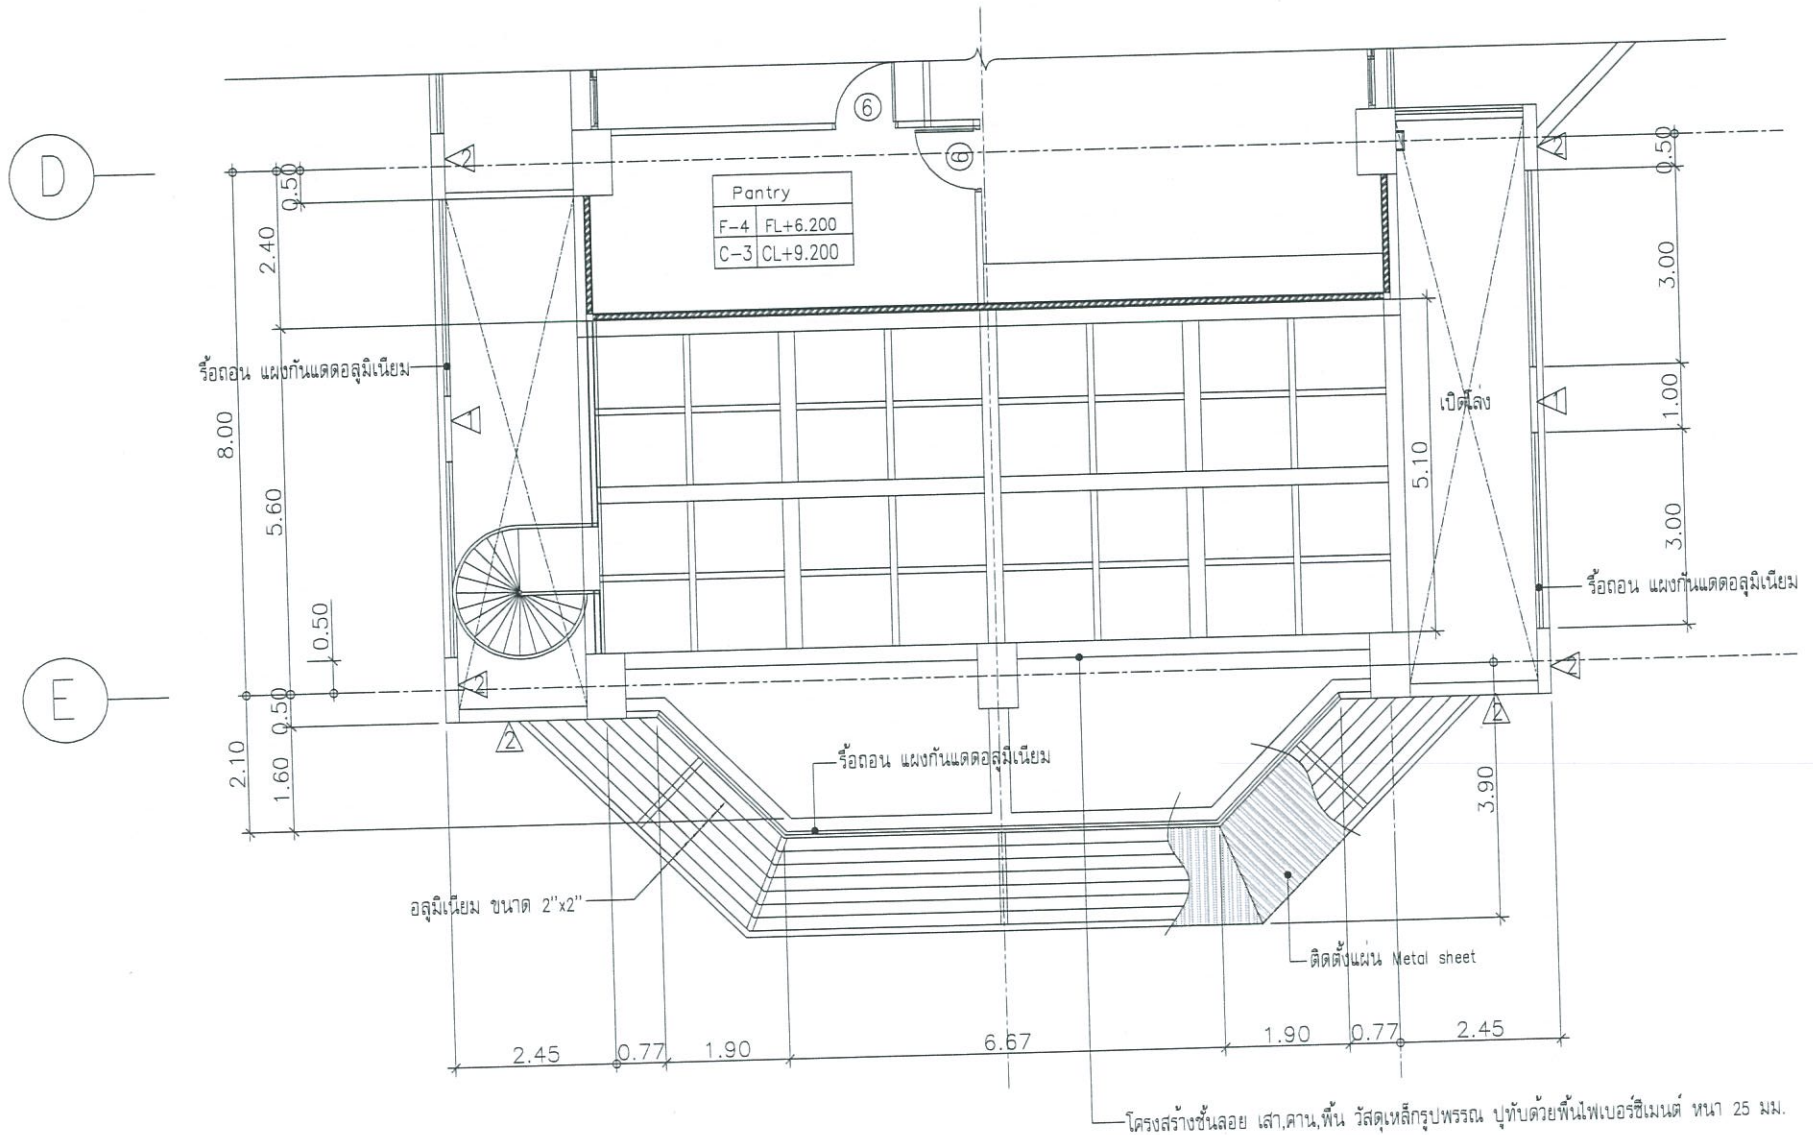 6
2
2
0.50
D
0.50
6
Pantry
F-4 FL+6.200
C-3 CL+9.200
2.40
3.00
รื้อถอน แผงกันแดดอลูมิเนียม
เปิดโล่ง
1
1
1.00
8.00
5.10
5.60
3.00
รื้อถอน แผงกันแดดอลูมิเนียม
0.50
E
2
2
0.50
2
2
2.10
1.60
รื้อถอน แผงกันแดดอลูมิเนียม
3.90
อลูมิเนียม ขนาด 2"x2"
ติดตั้งแผ่น Metal sheet
2.45 0.77 1.90 6.67 1.90 0.77 2.45
โครงสร้างชั้นลอย เสา,คาน,พื้น วัสดุเหล็กรูปพรรณ ปูทับด้วยพื้นไฟเบอร์ซีเมนต์ หนา 25 มม.